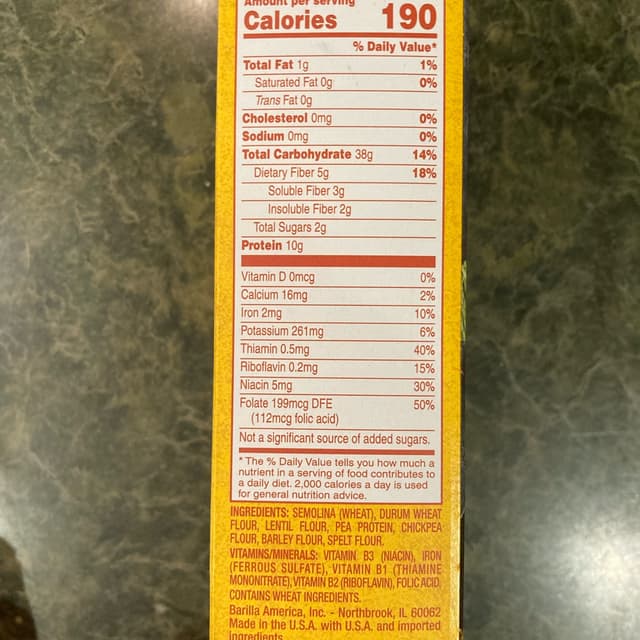 Amount per serving
Calories 190
% Daily Value*
Total Fat 1g 1%
Saturated Fat 0g 0%
Trans Fat 0g
Cholesterol 0mg 0%
Sodium 0mg 0%
Total Carbohydrate 38g 14%
Dietary Fiber 5g 18%
Soluble Fiber 3g
Insoluble Fiber 2g
Total Sugars 2g
Protein 10g
Vitamin D 0mcg 0%
Calcium 16mg 2%
Iron 2mg 10%
Potassium 261mg 6%
Thiamin 0.5mg 40%
Riboflavin 0.2mg 15%
Niacin 5mg 30%
Folate 199mcg DFE 50%
(112mcg folic acid)
Not a significant source of added sugars.
* The % Daily Value tells you how much a
nutrient in a serving of food contributes to
a daily diet. 2,000 calories a day is used
for general nutrition advice.
INGREDIENTS: SEMOLINA (WHEAT), DURUM WHEAT
FLOUR, LENTIL FLOUR, PEA PROTEIN, CHICKPEA
FLOUR, BARLEY FLOUR, SPELT FLOUR.
VITAMINS/MINERALS: VITAMIN B3 (NIACIN), IRON
(FERROUS SULFATE), VITAMIN B1 (THIAMINE
MONONITRATE), VITAMIN B2 (RIBOFLAVIN), FOLIC ACID.
CONTAINS WHEAT INGREDIENTS.
Barilla America, Inc. - Northbrook, IL 60062
Made in the U.S.A. with U.S.A. and imported
ingredients